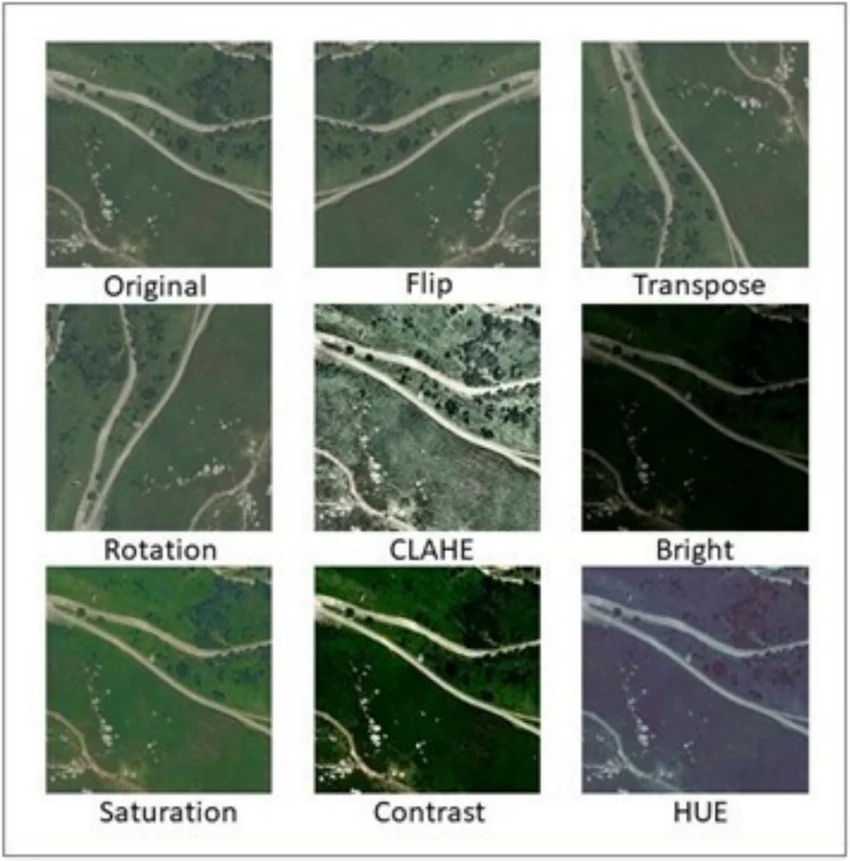 Original
Flip
Transpose
Rotation
CLAHE
Bright
Saturation
Contrast
HUE